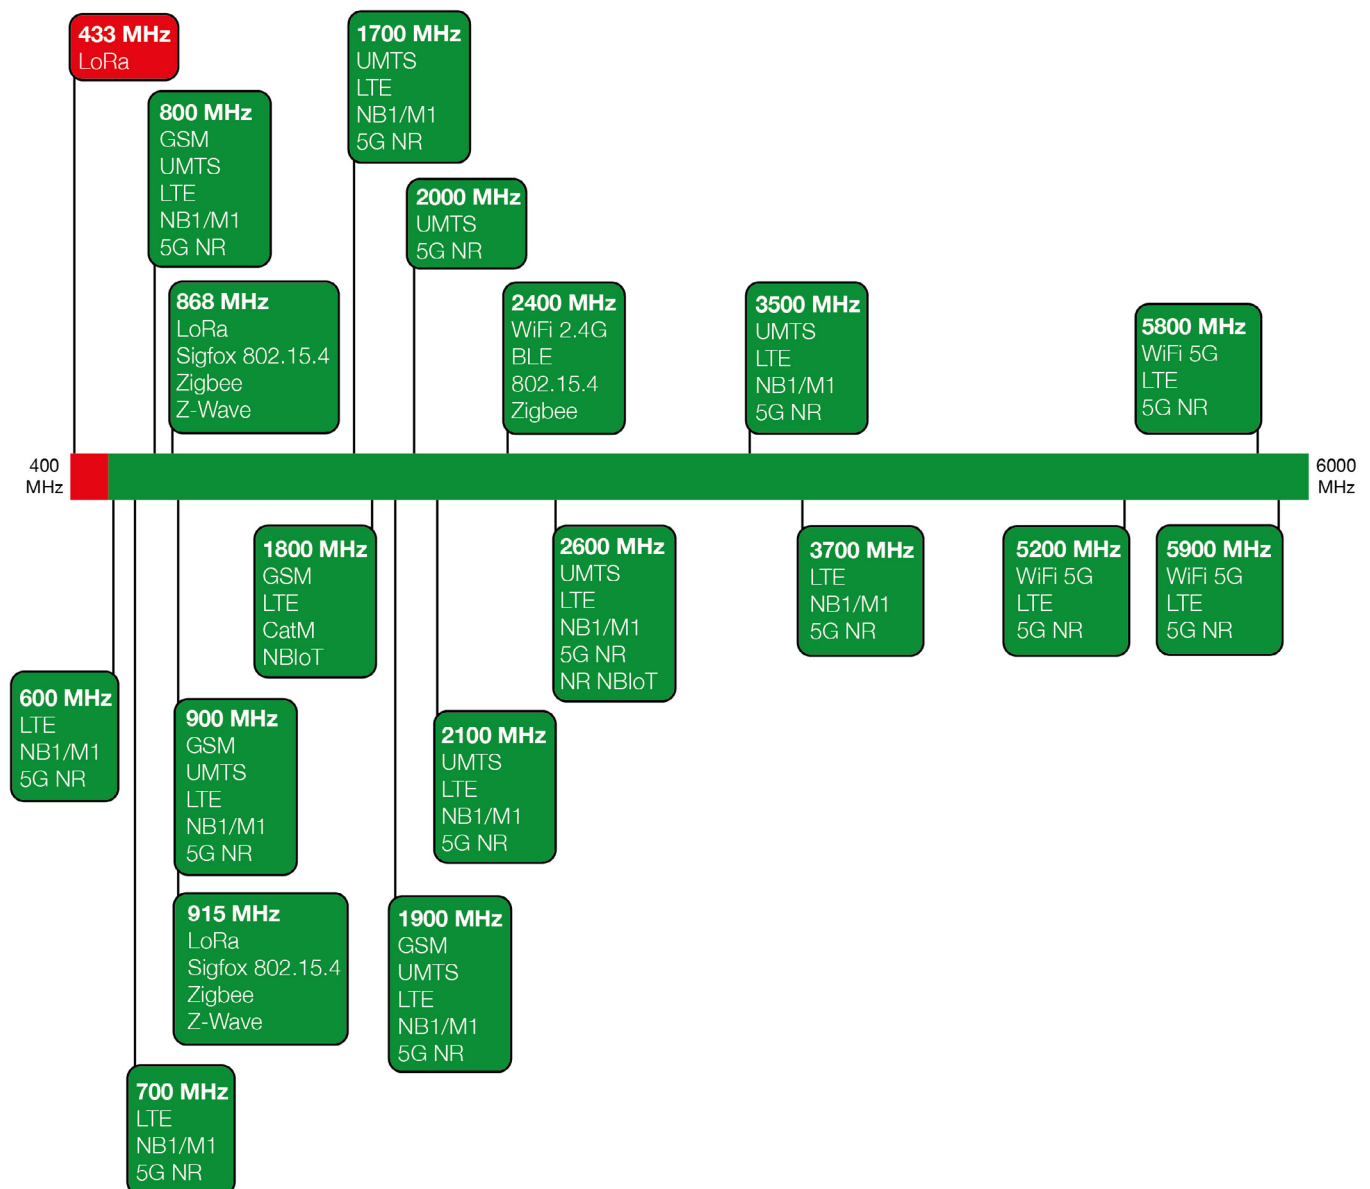 433 MHz
LoRa
1700 MHz
UMTS
LTE
NB1/M1
5G NR
800 MHz
GSM
UMTS
LTE
NB1/M1
5G NR
2000 MHz
UMTS
5G NR
868 MHz
LoRa
Sigfox 802.15.4
Zigbee
Z-Wave
2400 MHz
WiFi 2.4G
BLE
802.15.4
Zigbee
3500 MHz
UMTS
LTE
NB1/M1
5G NR
5800 MHz
WiFi 5G
LTE
5G NR
400
MHz
6000
MHz
1800 MHz
GSM
LTE
CatM
NBIoT
2600 MHz
UMTS
LTE
NB1/M1
5G NR
NR NBIoT
3700 MHz
LTE
NB1/M1
5G NR
5200 MHz
WiFi 5G
LTE
5G NR
5900 MHz
WiFi 5G
LTE
5G NR
600 MHz
LTE
NB1/M1
5G NR
900 MHz
GSM
UMTS
LTE
NB1/M1
5G NR
2100 MHz
UMTS
LTE
NB1/M1
5G NR
915 MHz
LoRa
Sigfox 802.15.4
Zigbee
Z-Wave
1900 MHz
GSM
UMTS
LTE
NB1/M1
5G NR
700 MHz
LTE
NB1/M1
5G NR